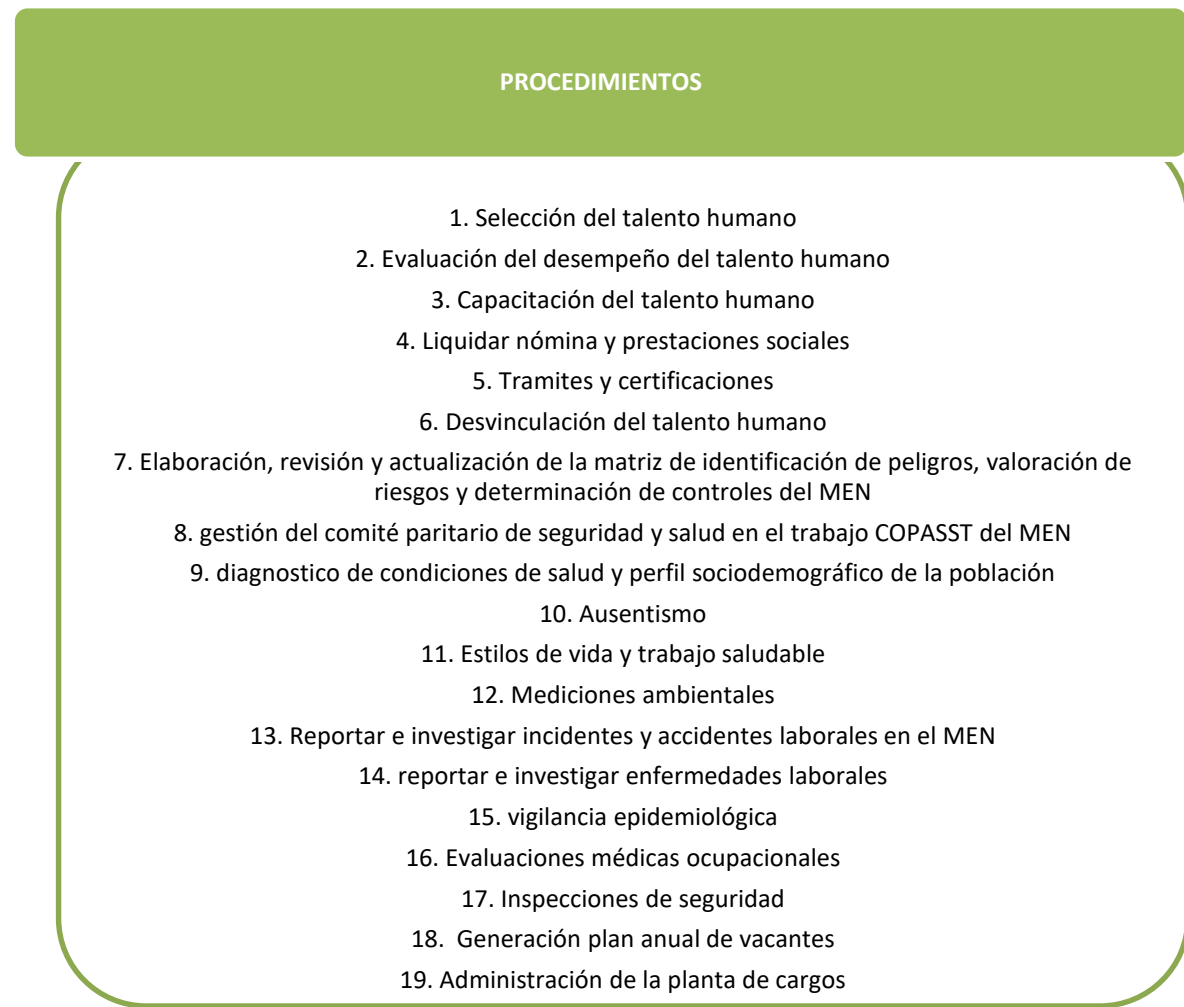 PROCEDIMIENTOS
1. Selección del talento humano
2. Evaluación del desempeño del talento humano
3. Capacitación del talento humano
4. Liquidar nómina y prestaciones sociales
5. Tramites y certificaciones
6. Desvinculación del talento humano
7. Elaboración, revisión y actualización de la matriz de identificación de peligros, valoración de
riesgos y determinación de controles del MEN
8. gestión del comité paritario de seguridad y salud en el trabajo COPASST del MEN
9. diagnostico de condiciones de salud y perfil sociodemográfico de la población
10. Ausentismo
11. Estilos de vida y trabajo saludable
12. Mediciones ambientales
13. Reportar e investigar incidentes y accidentes laborales en el MEN
14. reportar e investigar enfermedades laborales
15. vigilancia epidemiológica
16. Evaluaciones médicas ocupacionales
17. Inspecciones de seguridad
18. Generación plan anual de vacantes
19. Administración de la planta de cargos